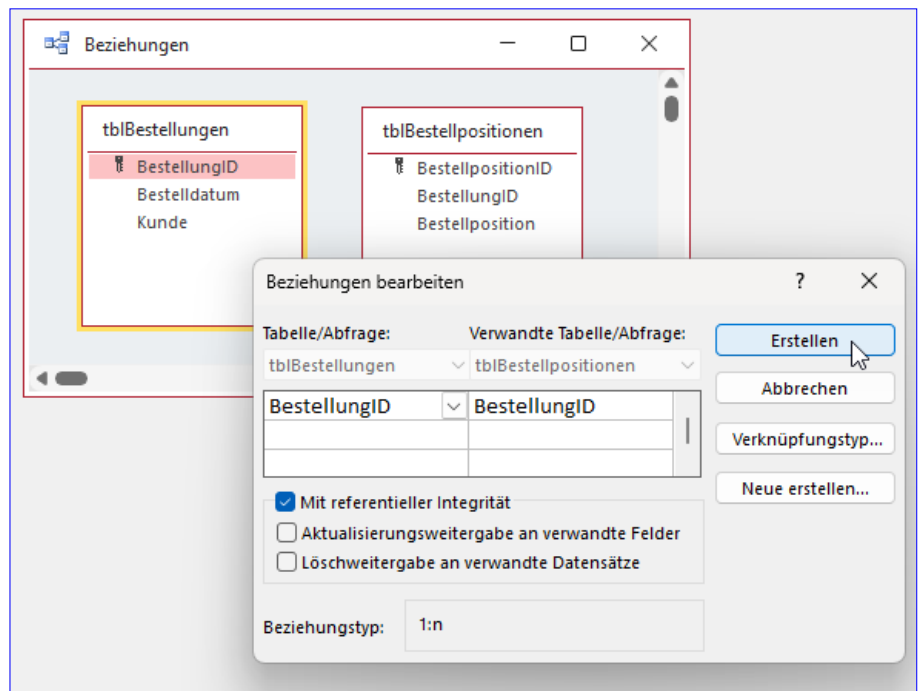 Beziehungen
tblBestellungen
BestellungID
Bestelldatum
Kunde
tblBestellpositionen
BestellpositionID
BestellungID
Bestellposition
Beziehungen bearbeiten ?
Tabelle/Abfrage: Verwandte Tabelle/Abfrage:
tblBestellungen tblBestellpositionen
BestellungID BestellungID
Mit referentieller Integrität
Aktualisierungsweitergabe an verwandte Felder
Löschweitergabe an verwandte Datensätze
Beziehungstyp: 1:n
Erstellen
Abbrechen
Verknüpfungstyp...
Neue erstellen...